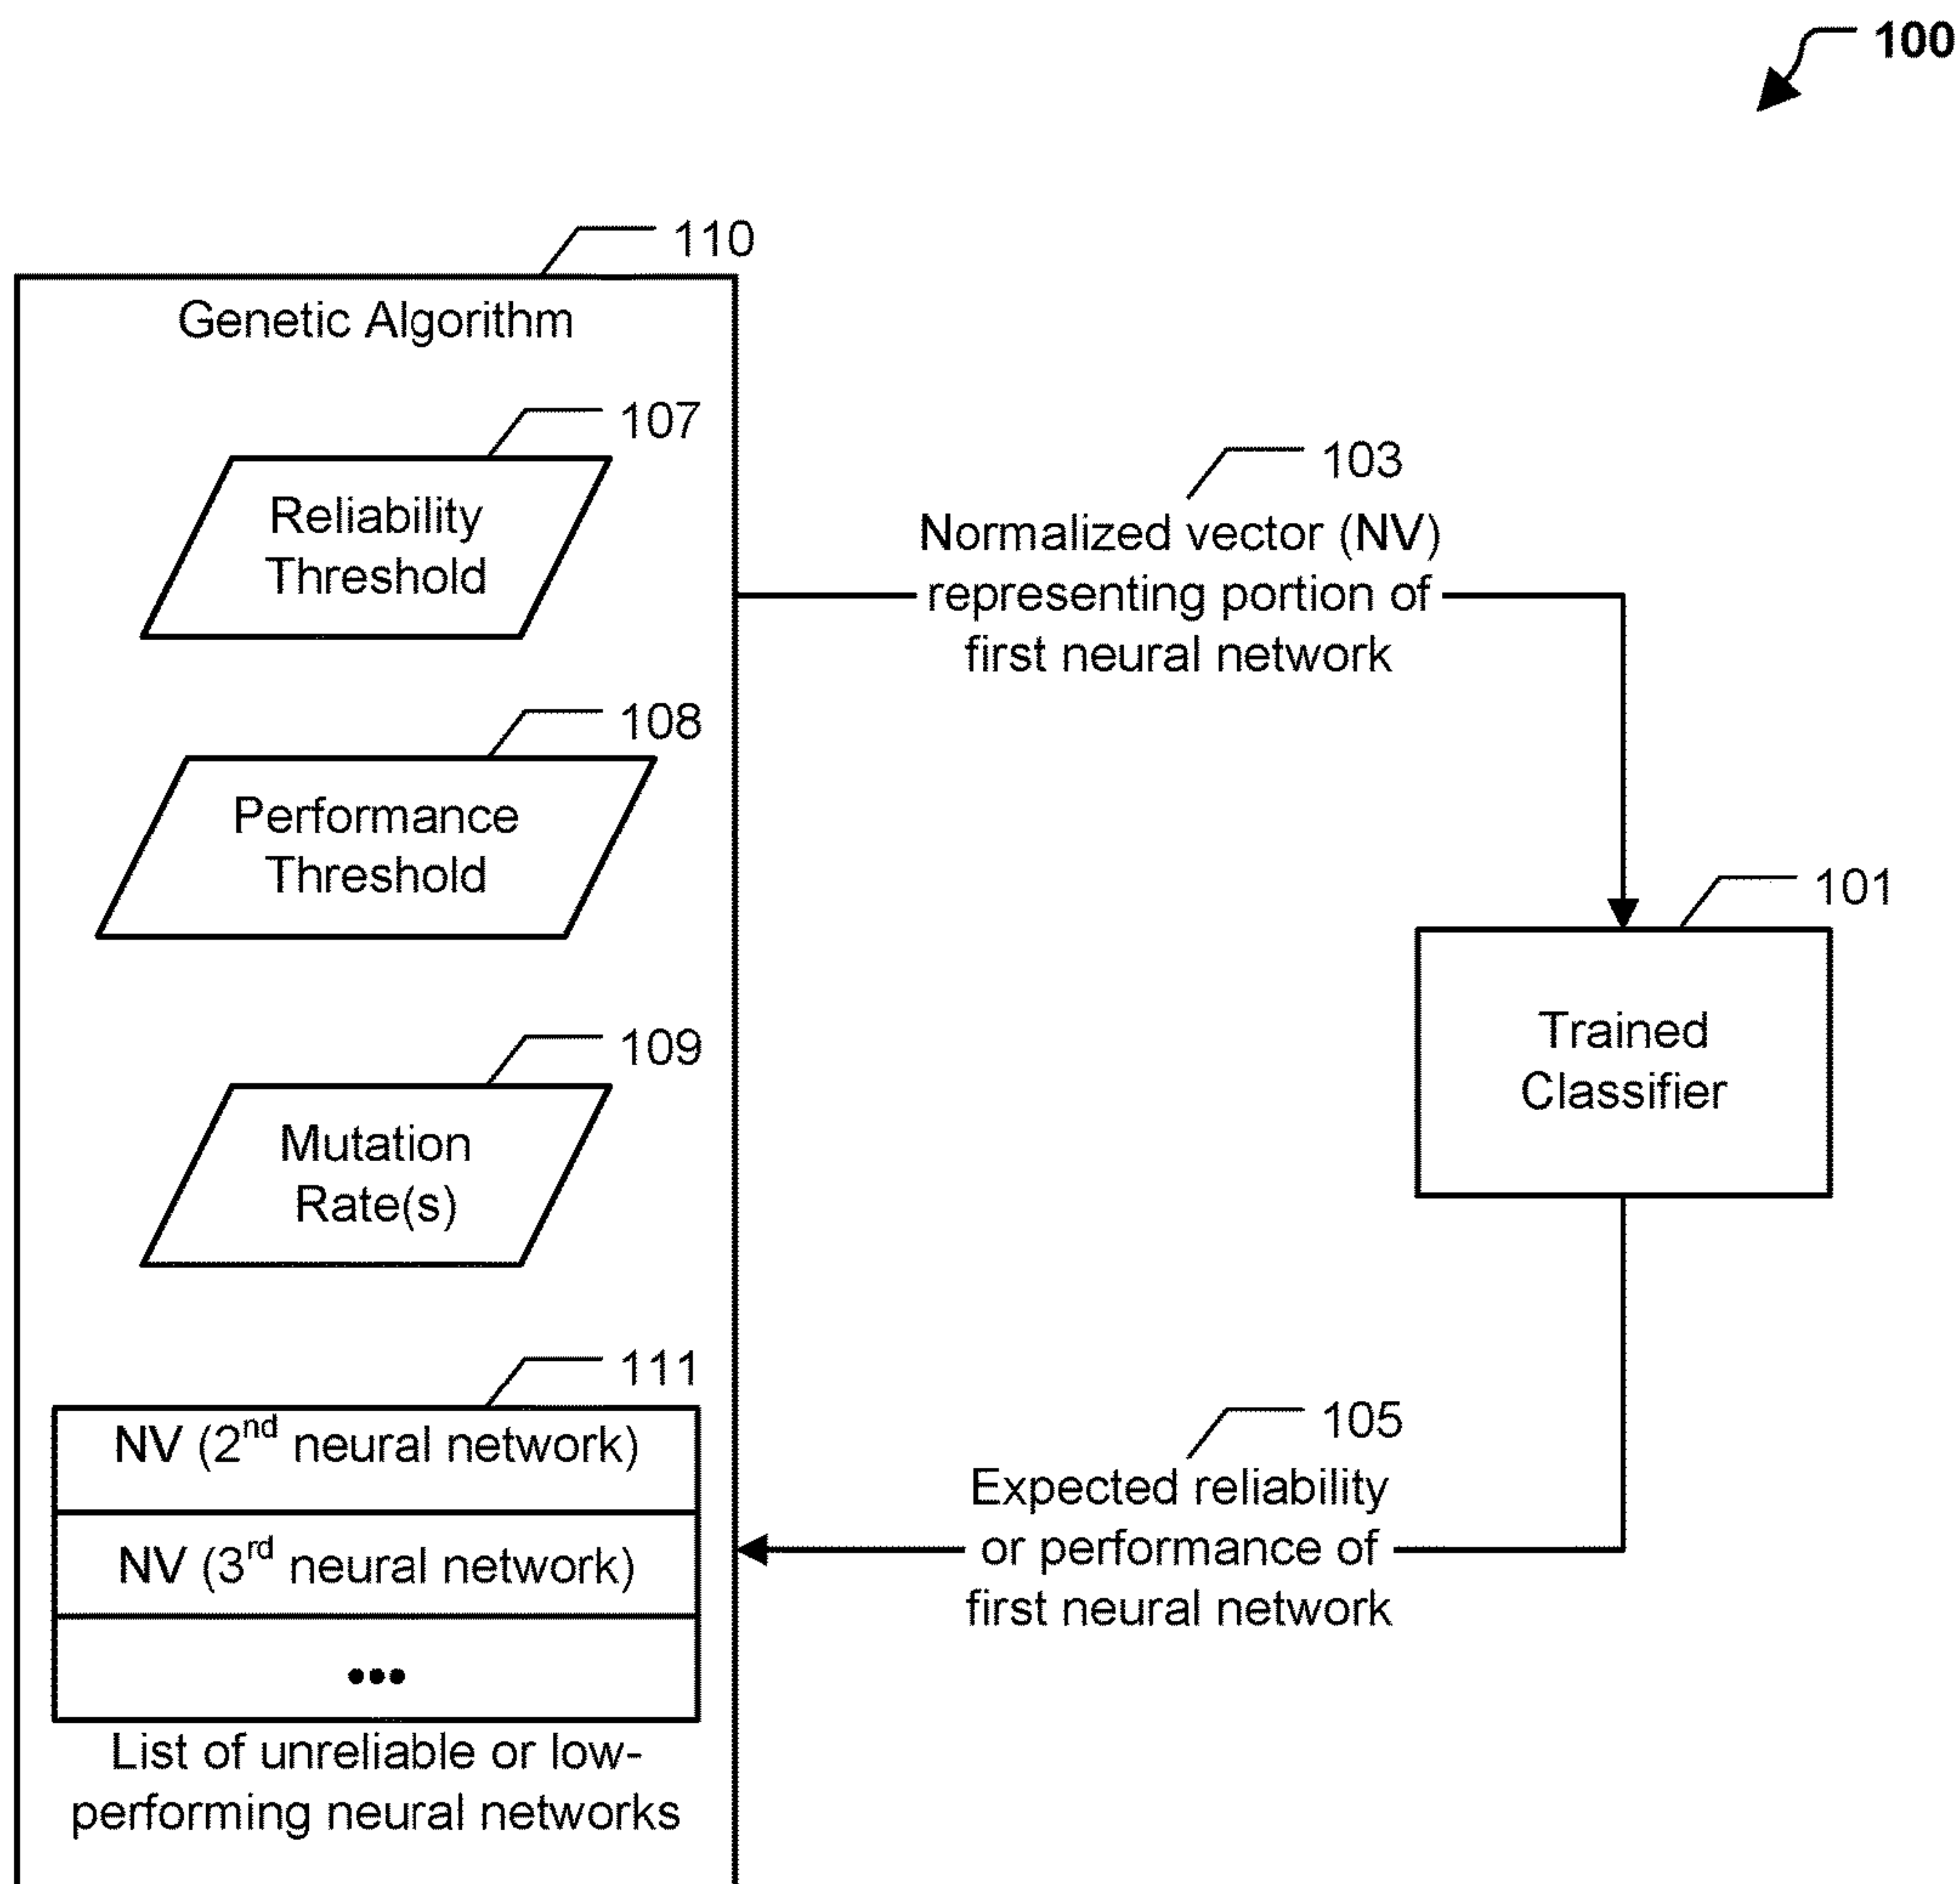 100
110
Genetic Algorithm
107
Reliability
Threshold
108
Performance
Threshold
109
Mutation
Rate(s)
111
NV (2nd neural network)
NV (3rd neural network)
•••
List of unreliable or low-
performing neural networks
103
Normalized vector (NV)
representing portion of
first neural network
101
Trained
Classifier
105
Expected reliability
or performance of
first neural network